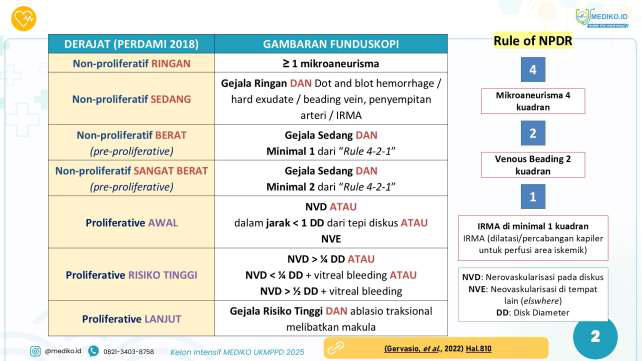 MEDIKO.ID
DERAJAT (PERDAMI 2018)
GAMBARAN FUNDUSKOPI
Non-proliferatif RINGAN
≥ 1 mikroaneurisma
Non-proliferatif SEDANG
Gejala Ringan DAN Dot and blot hemorrhage /
hard exudate / beading vein, penyempitan
arteri / IRMA
Non-proliferatif BERAT
(pre-proliferative)
Gejala Sedang DAN
Minimal 1 dari “Rule 4-2-1”
Non-proliferatif SANGAT BERAT
(pre-proliferative)
Gejala Sedang DAN
Minimal 2 dari “Rule 4-2-1”
Proliferative AWAL
NVD ATAU
dalam jarak < 1 DD dari tepi diskus ATAU
NVE
Proliferative RISIKO TINGGI
NVD > ¼ DD ATAU
NVD < ¼ DD + vitreal bleeding ATAU
NVD > ½ DD + vitreal bleeding
Proliferative LANJUT
Gejala Risiko Tinggi DAN ablasio traksional
melibatkan makula
Rule of NPDR
4
Mikroaneurisma 4
kuadran
2
Venous Beading 2
kuadran
1
IRMA di minimal 1 kuadran
IRMA (dilatasi/percabangan kapiler
untuk perfusi area iskemik)
NVD: Nerovaskularisasi pada diskus
NVE: Neovaskularisasi di tempat
lain (elswhere)
DD: Disk Diameter
@mediko.id
0821-3403-8758
Kelon Intensif MEDIKO UKMPPD 2025
(Gervasio, et al., 2022) Hal.810
2